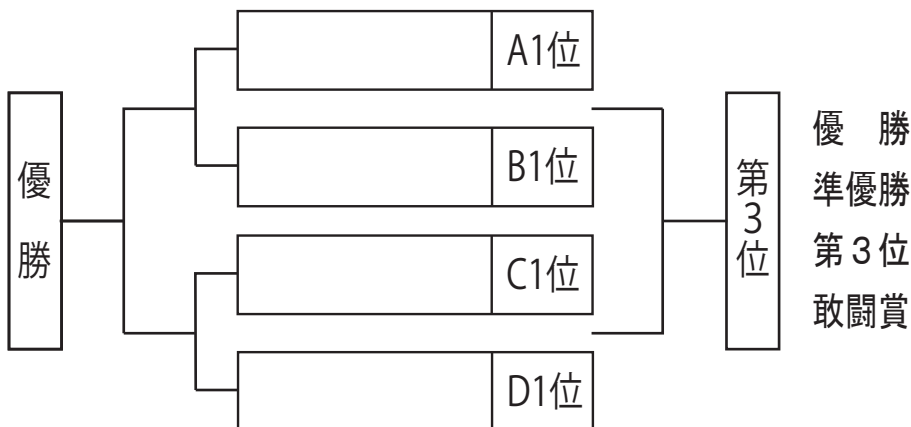 A1位
B1位
C1位
D1位
優勝
第3位
優　勝
準優勝
第３位
敢闘賞